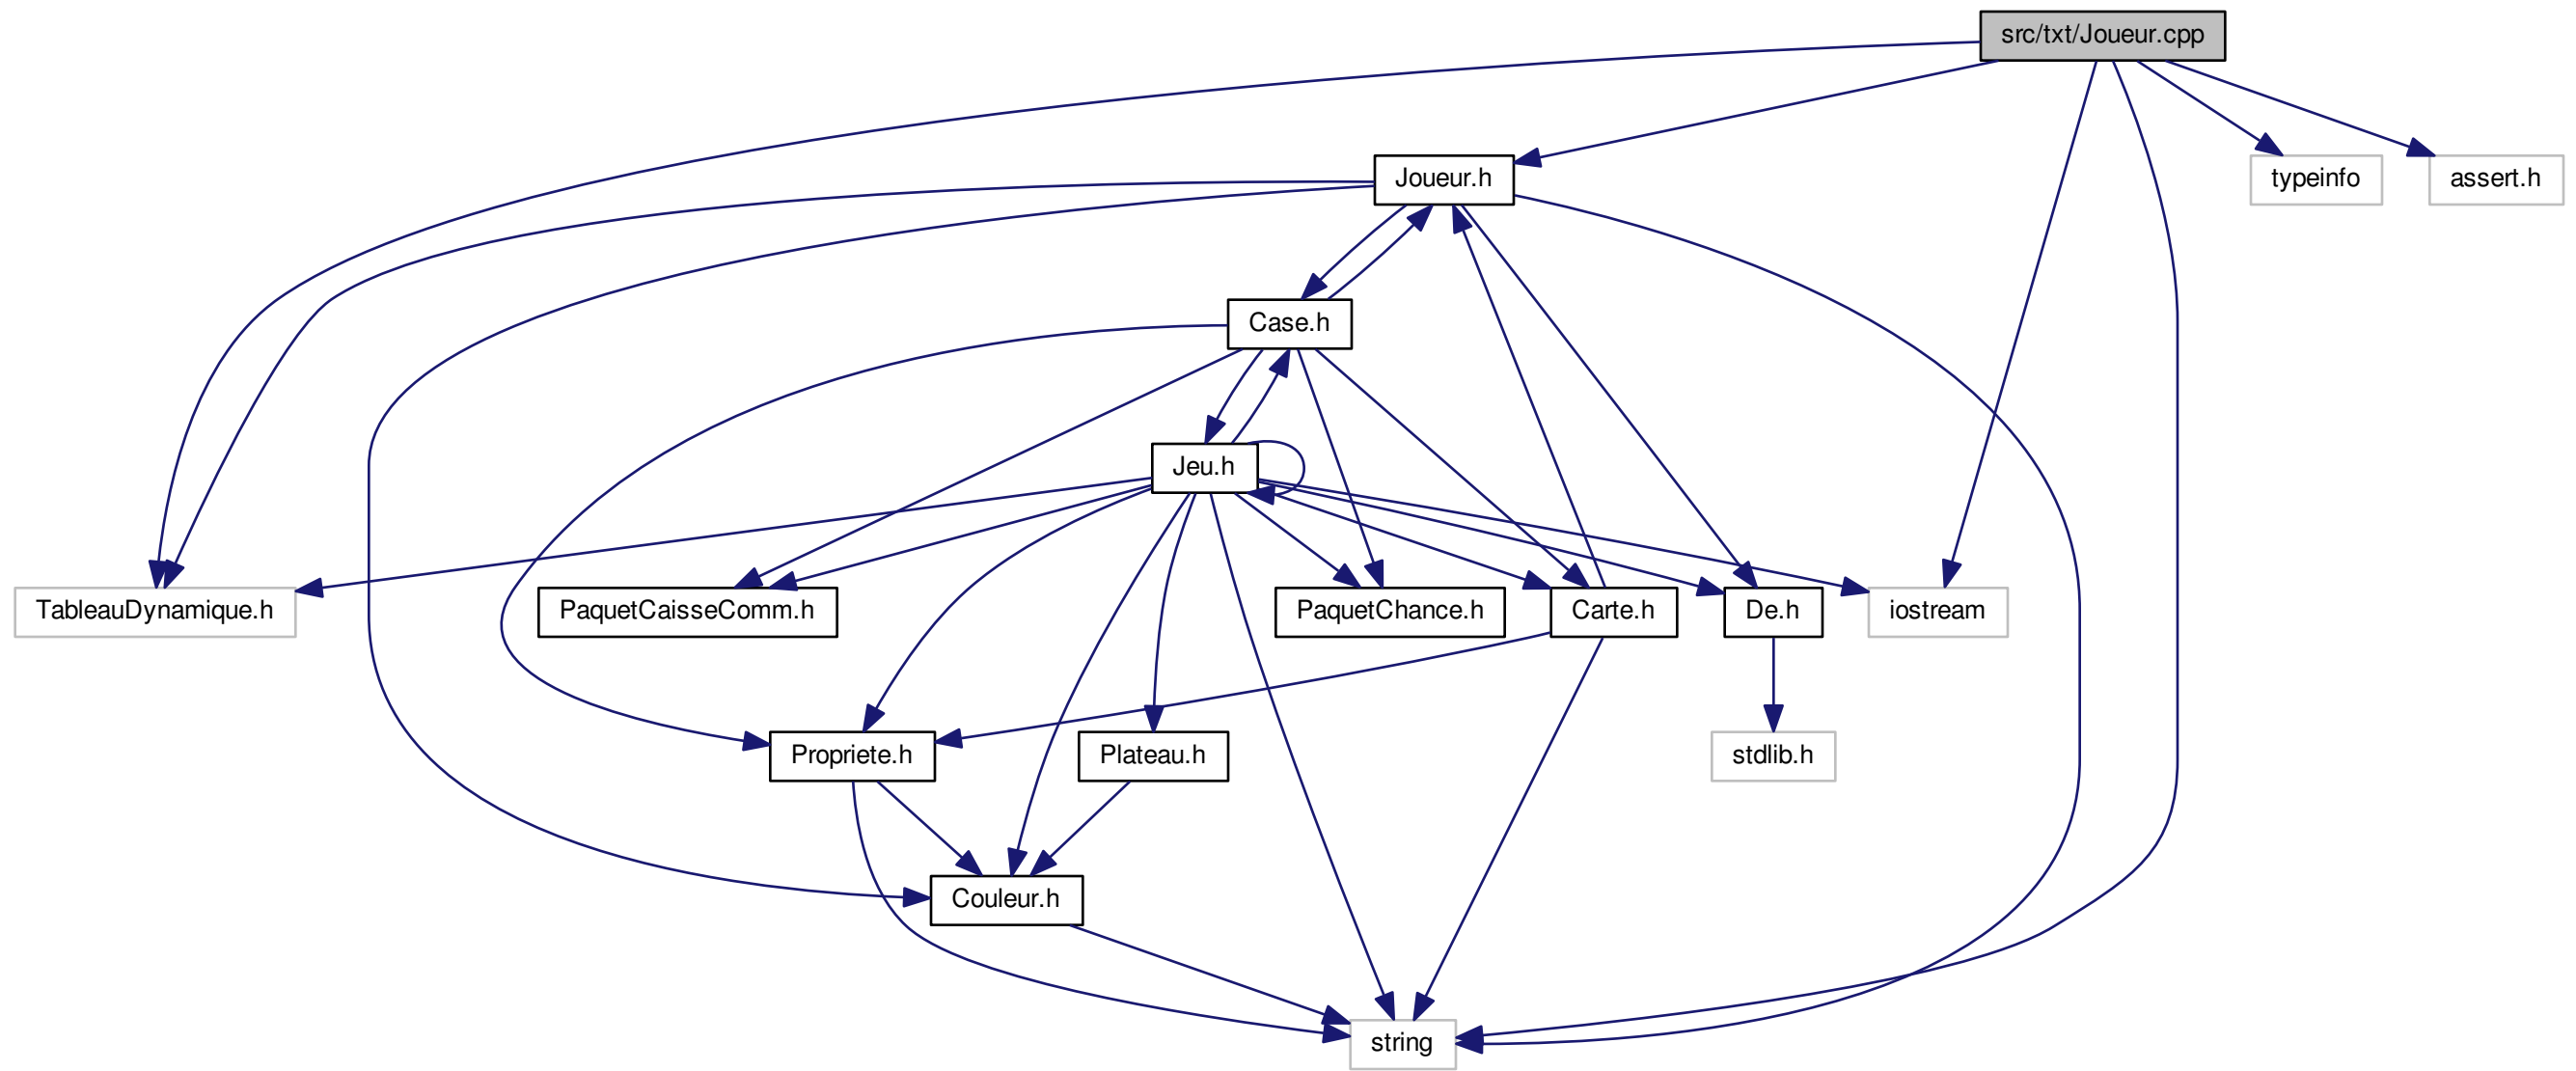 src/txt/Joueur.cpp
Joueur.h
typeinfo
assert.h
Case.h
Jeu.h
TableauDynamique.h
PaquetCaisseComm.h
PaquetChance.h
Carte.h
De.h
iostream
Propriete.h
Plateau.h
stdlib.h
Couleur.h
string